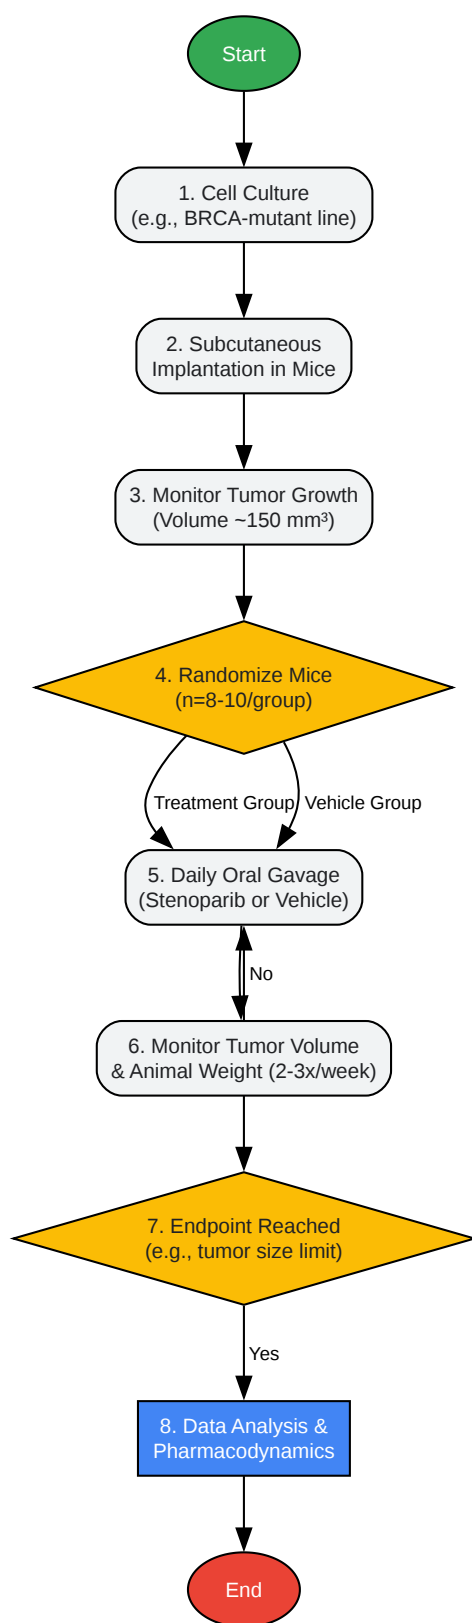 Start
1. Cell Culture
(e.g., BRCA-mutant line)
2. Subcutaneous
Implantation in Mice
3. Monitor Tumor Growth
(Volume ~150 mm³)
4. Randomize Mice
(n=8-10/group)
Treatment Group
Vehicle Group
5. Daily Oral Gavage
(Stenoparib or Vehicle)
No
6. Monitor Tumor Volume
& Animal Weight (2-3x/week)
7. Endpoint Reached
(e.g., tumor size limit)
Yes
8. Data Analysis &
Pharmacodynamics
End